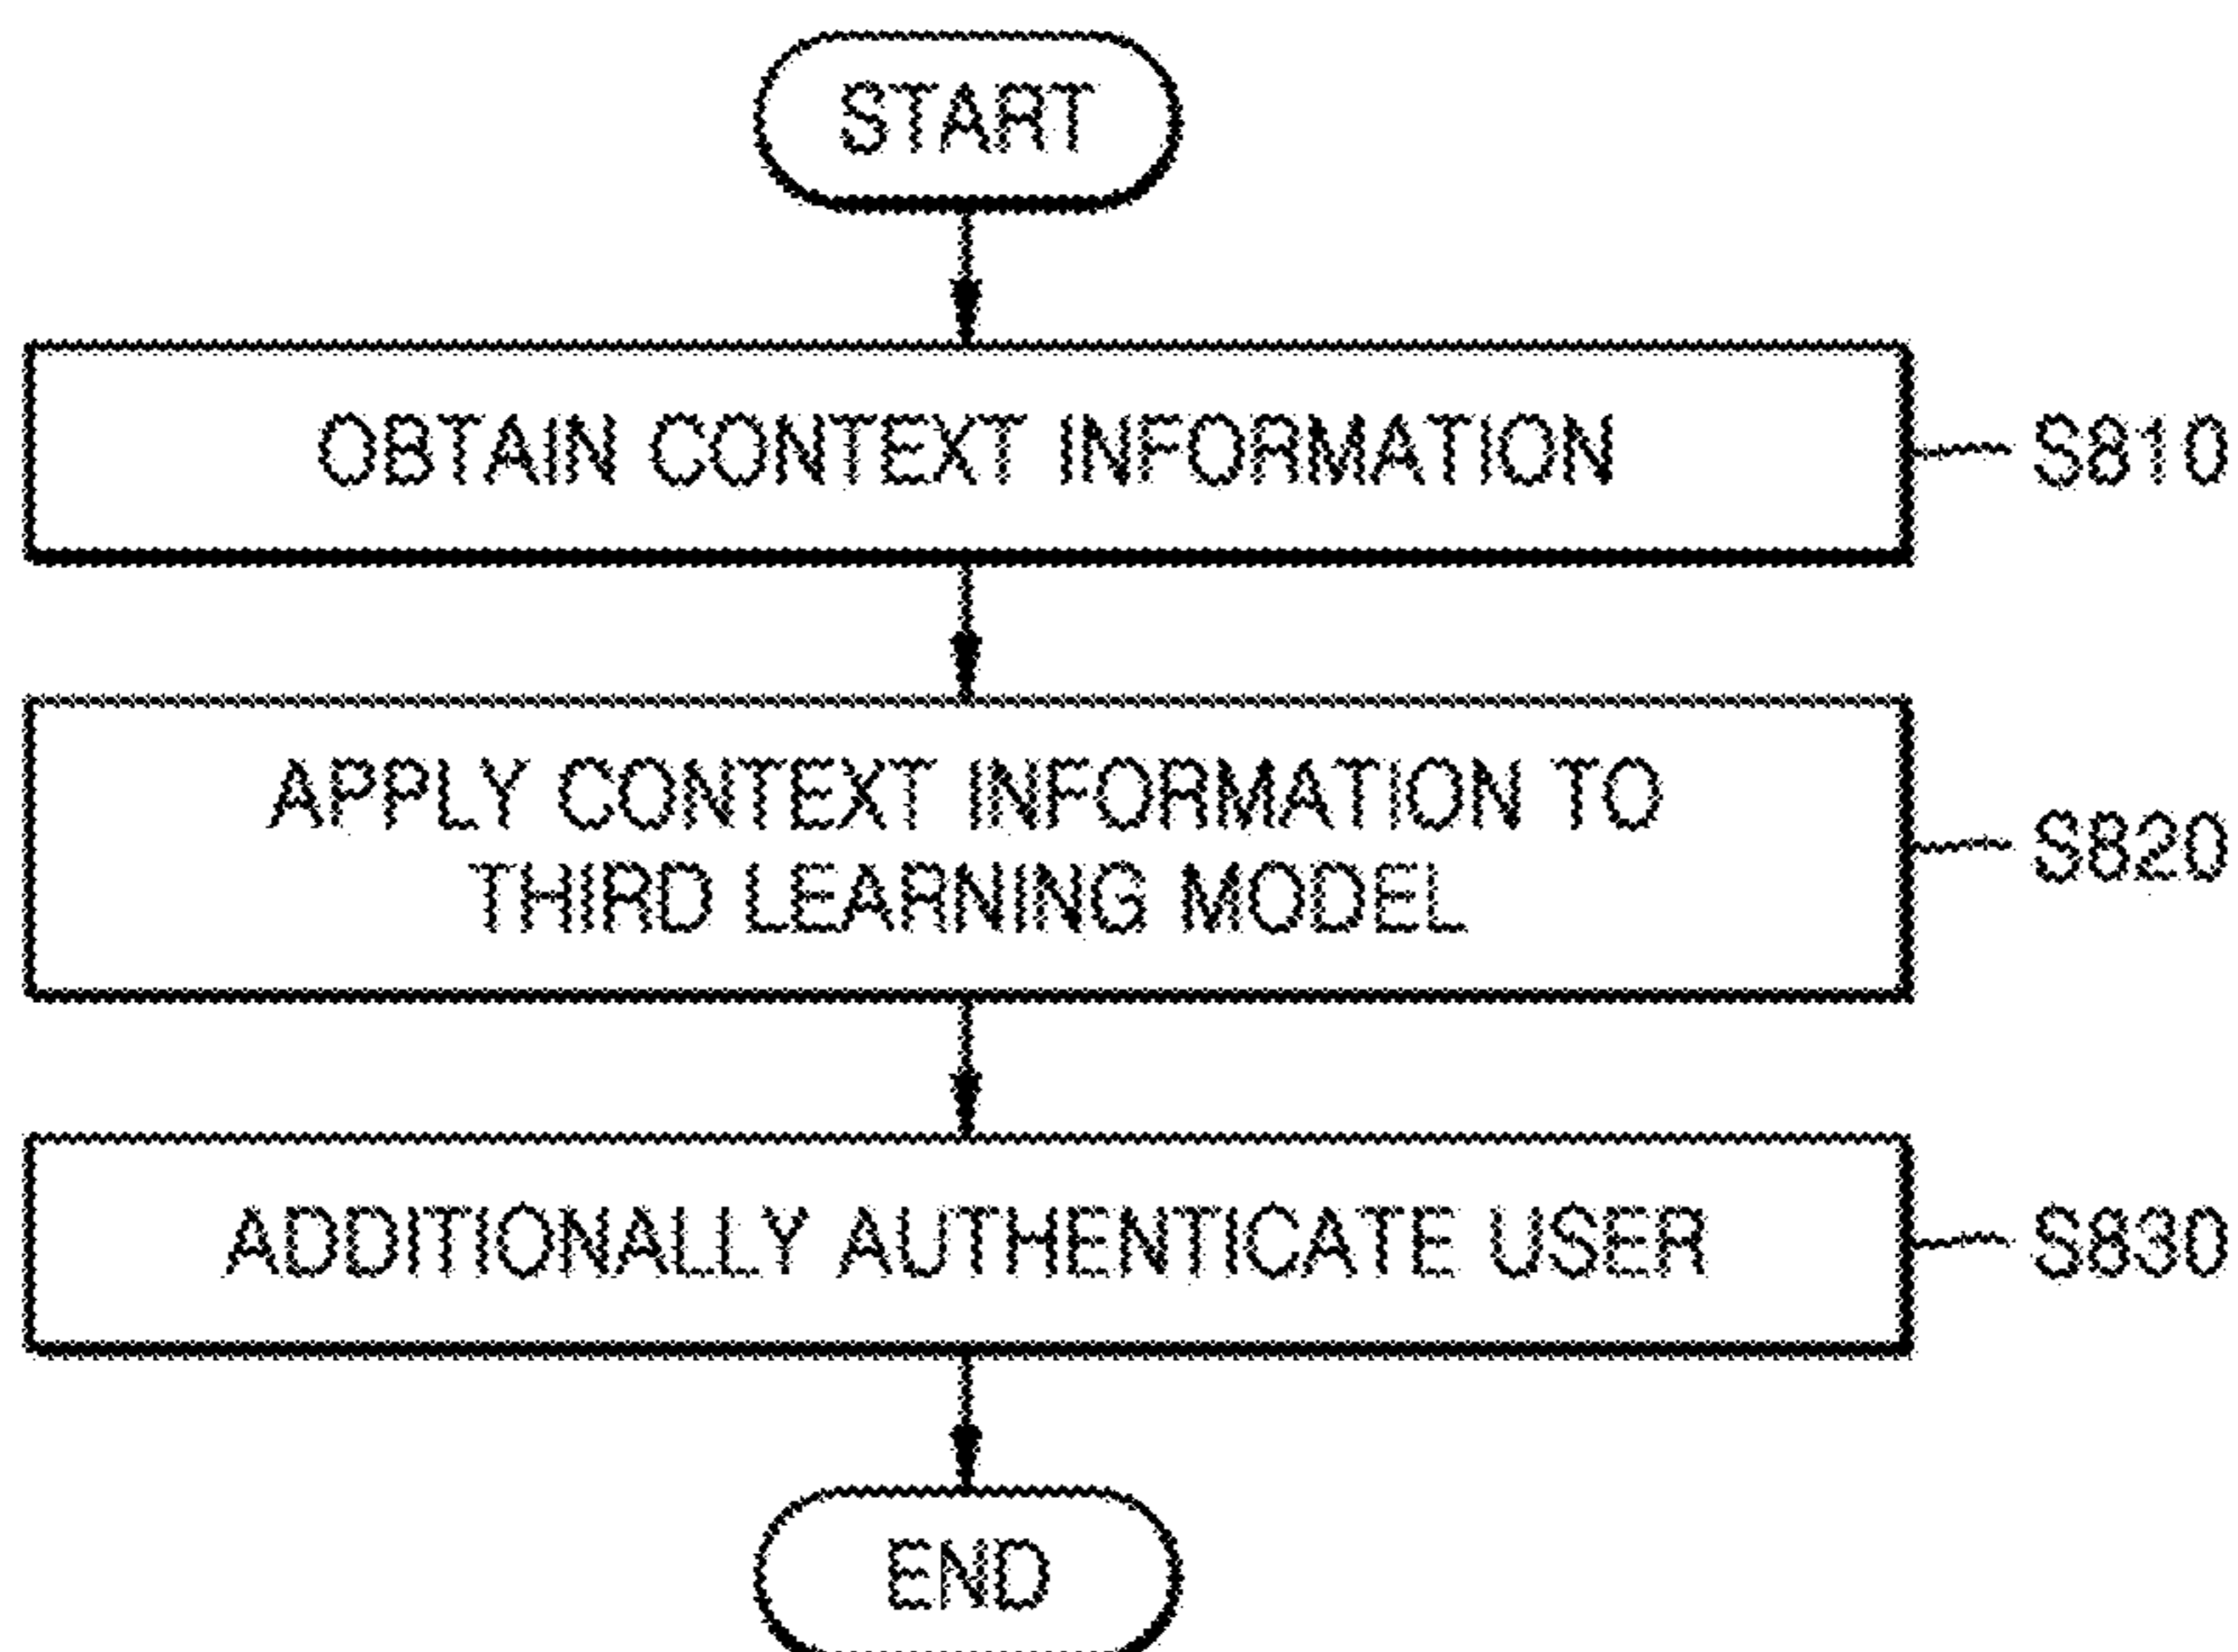 START
OBTAIN CONTEXT INFORMATION
S810
APPLY CONTEXT INFORMATION TO
THIRD LEARNING MODEL
S820
ADDITIONALLY AUTHENTICATE USER
S830
END